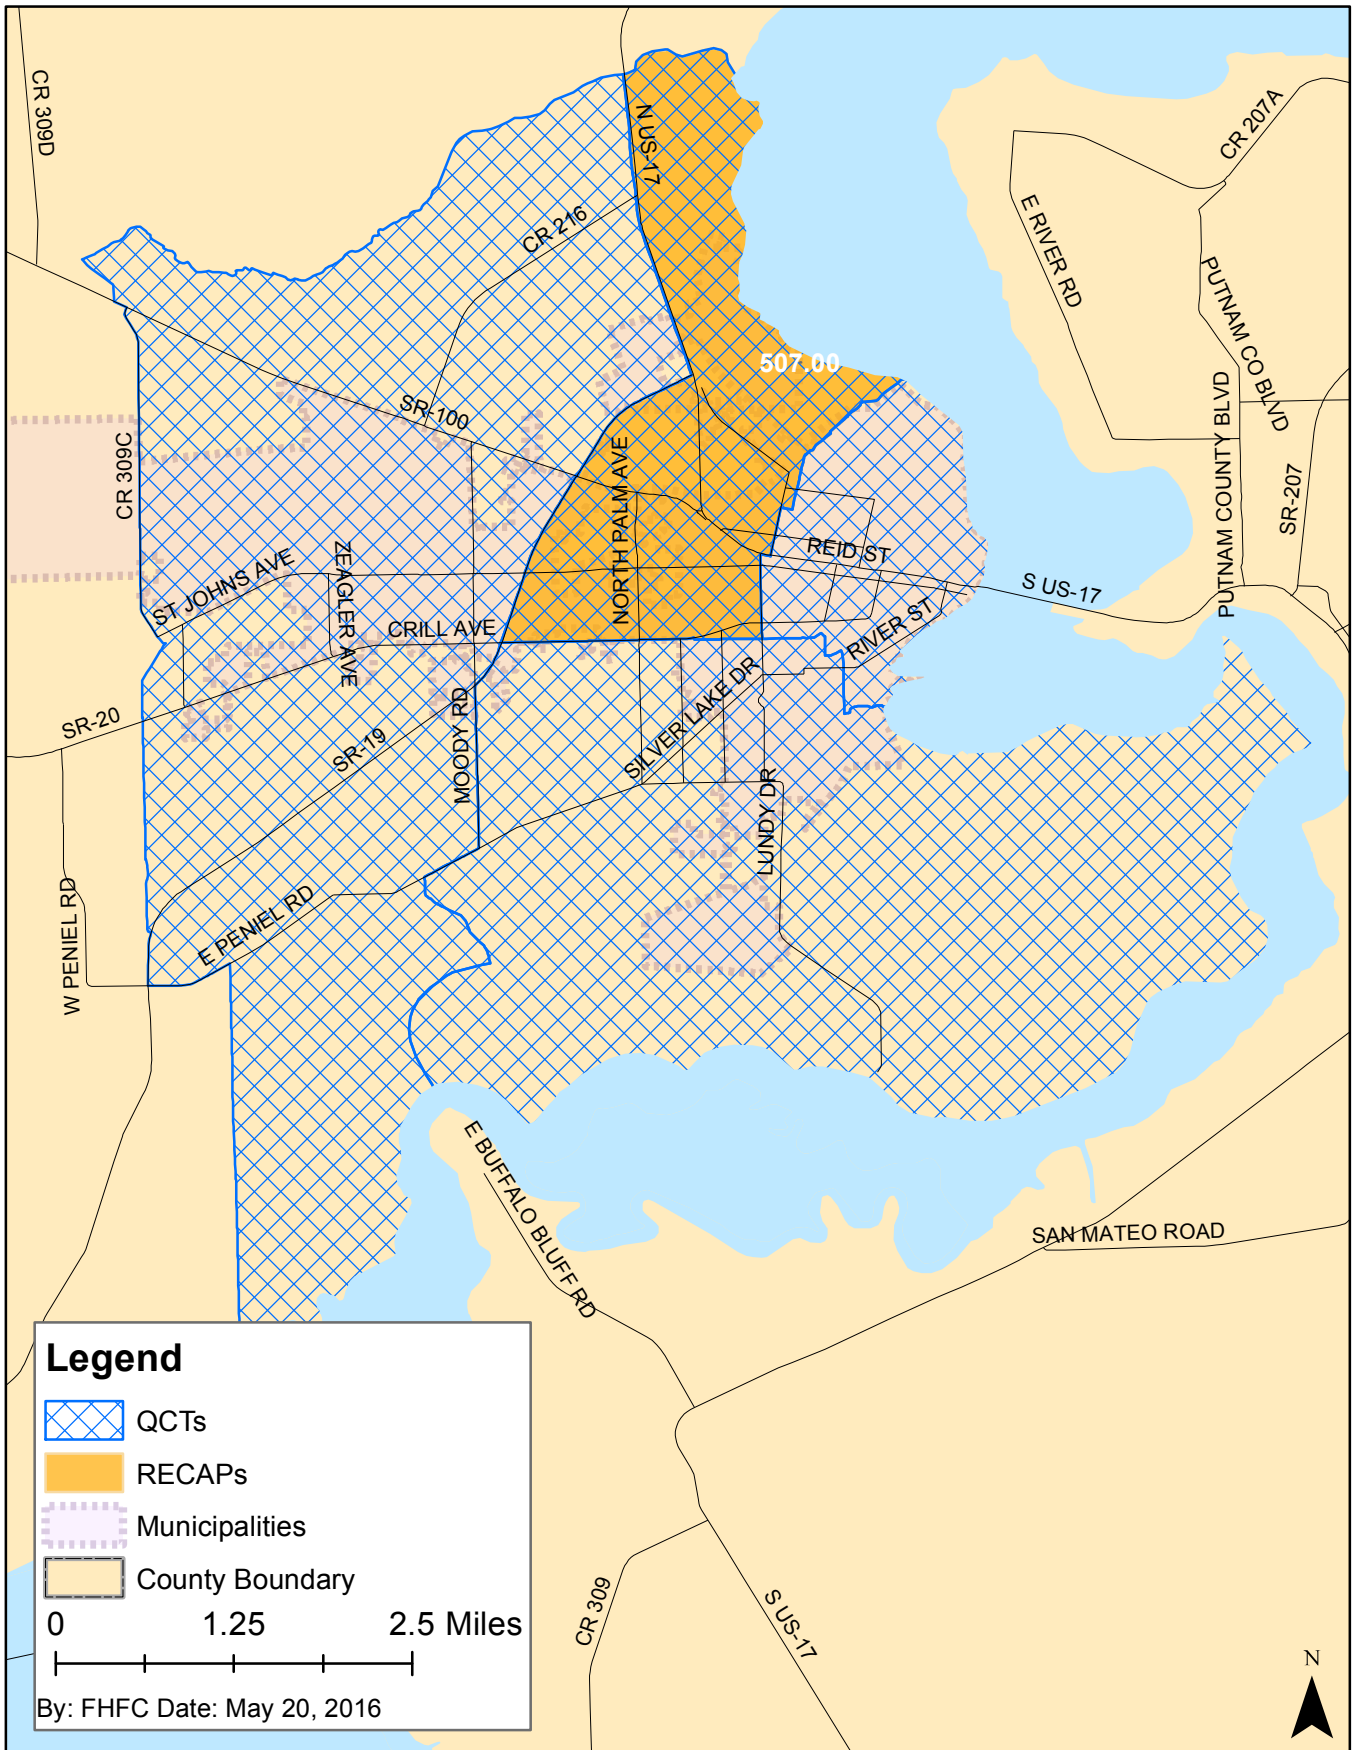 CR 309D
N US-17
CR 207A
CR 216
E RIVER RD
PUTNAM CO BLVD
507.00
SR-100
PUTNAM COUNTY BLVD
CR 309C
NORTH PALM AVE
SR-207
REID ST
ST JOHNS AVE
ZEAGLER AVE
S US-17
CRILL AVE
RIVER ST
SR-20
SR-19
MOODY RD
SILVER LAKE DR
LUNDY DR
W PENIEL RD
E PENIEL RD
E BUFFALO BLUFF RD
SAN MATEO ROAD
CR 309
S US-17
Legend
QCTs
RECAPs
Municipalities
County Boundary
0 1.25 2.5 Miles
By: FHFC Date: May 20, 2016
N